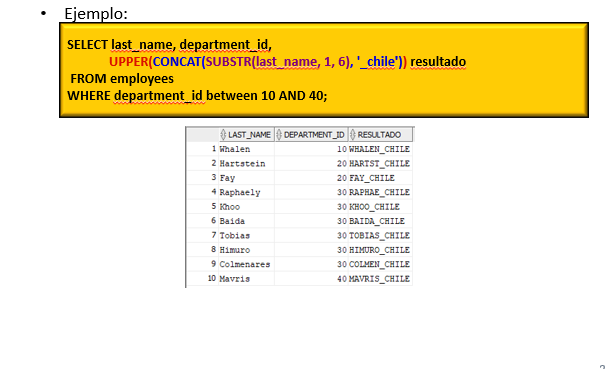 • Ejemplo:
SELECT last_name, department_id,
UPPER(CONCAT(SUBSTR(last_name, 1, 6), '_chile')) resultado
FROM employees
WHERE department_id between 10 AND 40;
LAST_NAME DEPARTMENT_ID RESULTADO
1 Whalen 10 WHALEN_CHILE
2 Hartstein 20 HARTST_CHILE
3 Fay 20 FAY_CHILE
4 Raphaely 30 RAPHAE_CHILE
5 Khoo 30 KHOO_CHILE
6 Baida 30 BAIDA_CHILE
7 Tobias 30 TOBIAS_CHILE
8 Himuro 30 HIMURO_CHILE
9 Colmenares 30 COLMEN_CHILE
10 Mavris 40 MAVRIS_CHILE